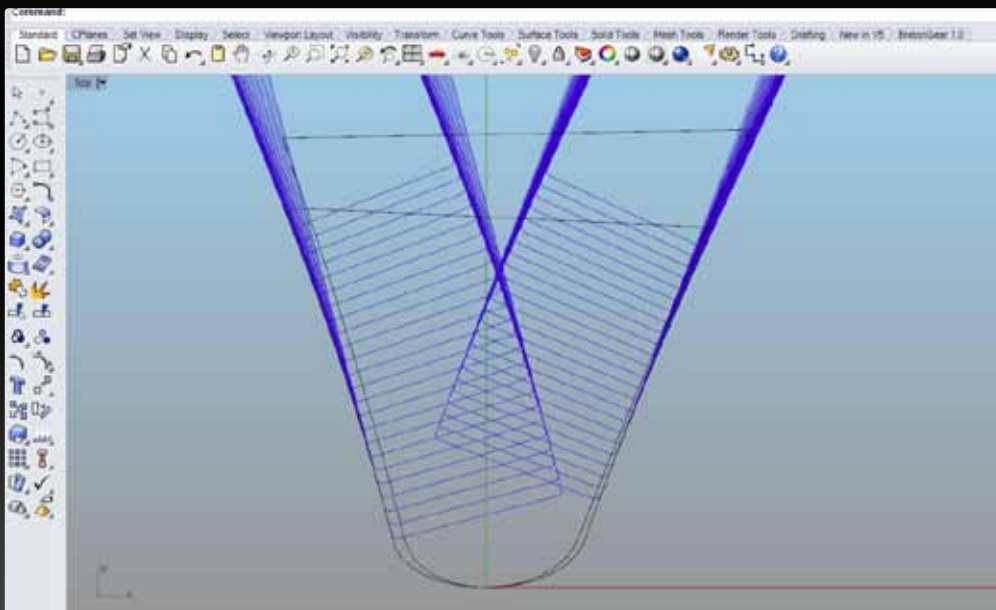 Command:
Standard CPlanes Set View Display Select Viewport Layout Visibility Transform Curve Tools Surface Tools Solid Tools Mesh Tools Render Tools Drafting New in V5
Top